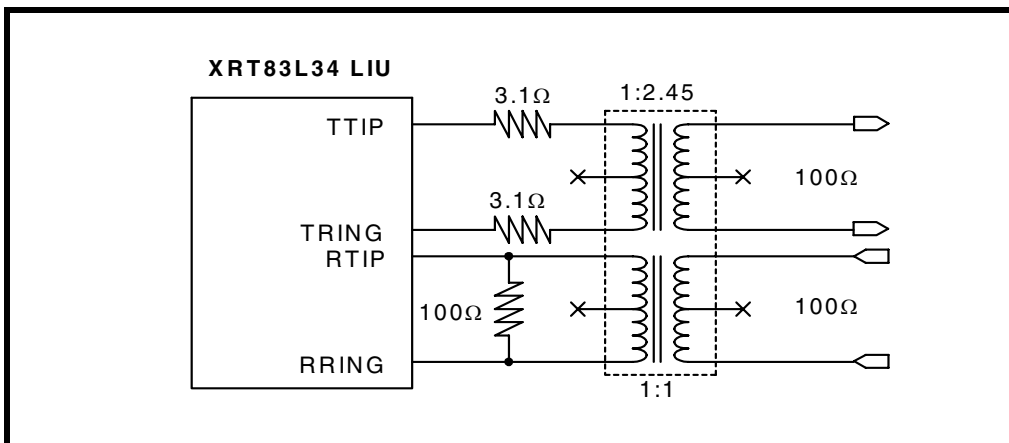 XRT83L34 LIU
3.1Ω
1:2.45
TTIP
100Ω
3.1Ω
TRING
RTIP
100Ω
100Ω
RRING
1:1